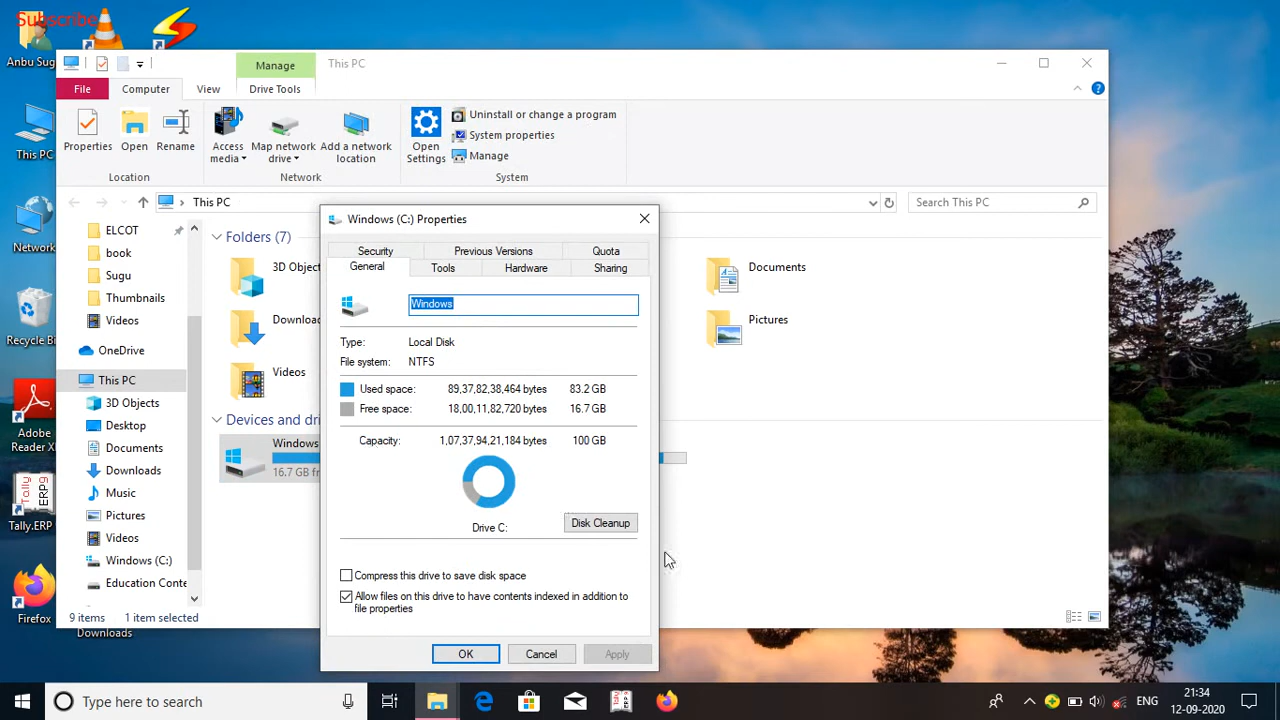 Subscribe
Anbu Sug
This PC
Network
Recycle Bi
Adobe
Reader X
Tally.ERP
Firefox
Downloads
Manage
This PC
File
Computer
View
Drive Tools
Properties
Open
Rename
Access
media
Map network
drive
Add a network
location
Open
Settings
Uninstall or change a program
System properties
Manage
Location
Network
System
This PC
Search This PC
ELCOT
book
Sugu
Thumbnails
Videos
OneDrive
This PC
3D Objects
Desktop
Documents
Downloads
Music
Pictures
Videos
Windows (C:)
Education Conte
Folders (7)
3D Object
Downloa
Videos
Documents
Pictures
Devices and dri
Windows
16.7 GB fr
9 items
1 item selected
Windows (C:) Properties
Security
Previous Versions
Quota
General
Tools
Hardware
Sharing
Windows
Type: Local Disk
File system: NTFS
Used space: 89,37,82,38,464 bytes 83.2 GB
Free space: 18,00,11,82,720 bytes 16.7 GB
Capacity: 1,07,37,94,21,184 bytes 100 GB
Drive C:
Disk Cleanup
Compress this drive to save disk space
Allow files on this drive to have contents indexed in addition to
file properties
OK
Cancel
Apply
Type here to search
ENG
21:34
12-09-2020